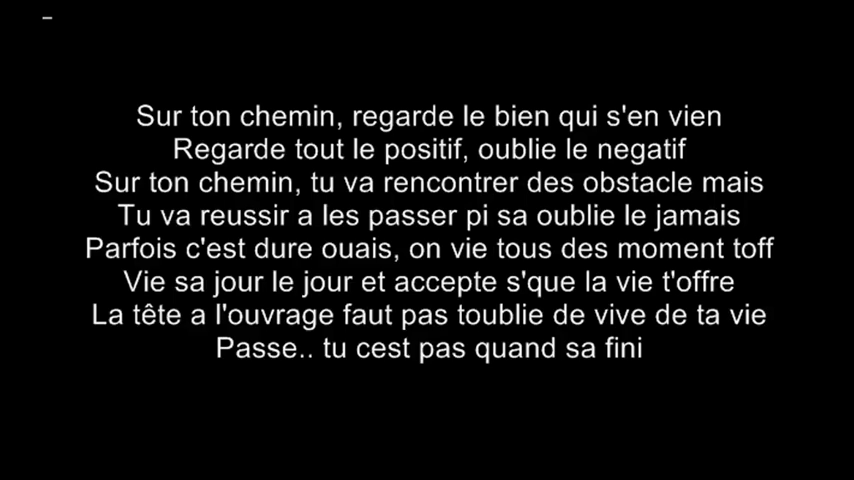 Sur ton chemin, regarde le bien qui s'en vien
Regarde tout le positif, oublie le negatif
Sur ton chemin, tu va rencontrer des obstacle mais
Tu va reussir a les passer pi sa oublie le jamais
Parfois c'est dure ouais, on vie tous des moment toff
Vie sa jour le jour et accepte s'que la vie t'offre
La tête a l'ouvrage faut pas toublie de vive de ta vie
Passe.. tu cest pas quand sa fini